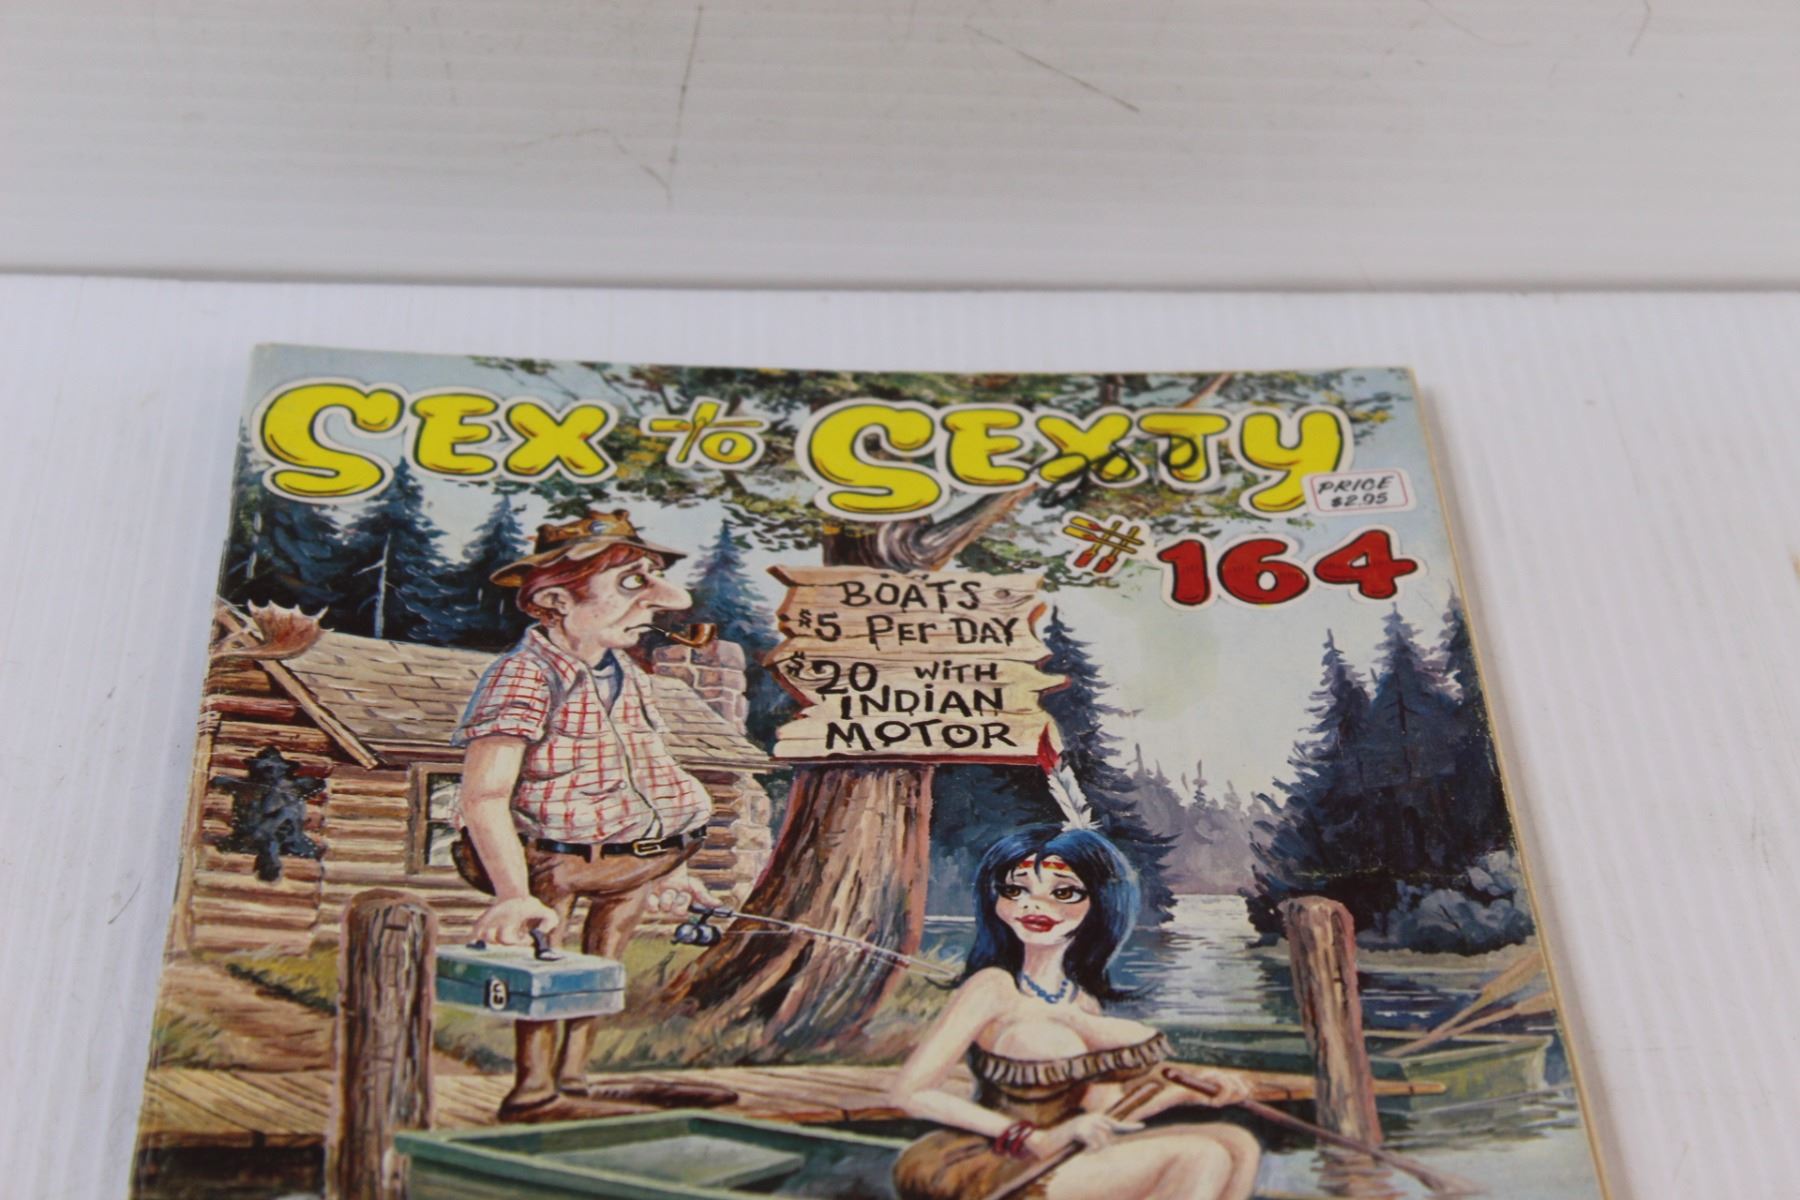 SEX to SEXTY
PRICE
$2.95
#164
BOATS
$5 PEr DAY
$20 WiTH
INDiAN
MOTOR